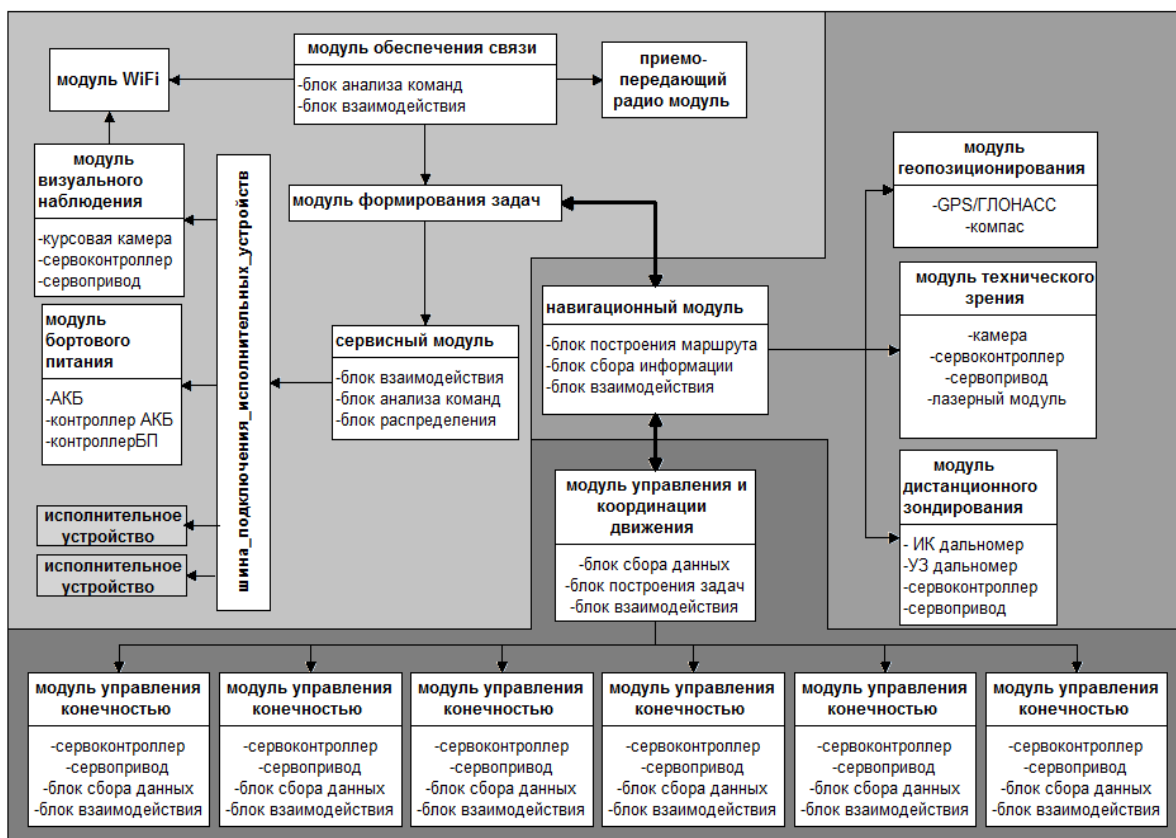 модуль обеспечения связи
-блок анализа команд
-блок взаимодействия
модуль WiFi
приемо-
передающий
радио модуль
модуль
визуального
наблюдения
-курсовая камера
-сервоконтроллер
-сервопривод
шина_подключения_исполнительных_устройств
модуль формирования задач
модуль
геопозиционирования
-GPS/ГЛОНАСС
-компас
модуль технического
зрения
-камера
-сервоконтроллер
-сервопривод
-лазерный модуль
навигационный модуль
-блок построения маршрута
-блок сбора информации
-блок взаимодействия
модуль
бортового
питания
-АКБ
-контроллер АКБ
-контроллерБП
сервисный модуль
-блок взаимодействия
-блок анализа команд
-блок распределения
модуль
дистанционного
зондирования
- ИК дальномер
-УЗ дальномер
-сервоконтроллер
-сервопривод
модуль управления и
координации
движения
-блок сбора данных
-блок построения задач
-блок взаимодействия
исполнительное
устройство
исполнительное
устройство
модуль управления
конечностью
-сервоконтроллер
-сервопривод
-блок сбора данных
-блок взаимодействия
модуль управления
конечностью
-сервоконтроллер
-сервопривод
-блок сбора данных
-блок взаимодействия
модуль управления
конечностью
-сервоконтроллер
-сервопривод
-блок сбора данных
-блок взаимодействия
модуль управления
конечностью
-сервоконтроллер
-сервопривод
-блок сбора данных
-блок взаимодействия
модуль управления
конечностью
-сервоконтроллер
-сервопривод
-блок сбора данных
-блок взаимодействия
модуль управления
конечностью
-сервоконтроллер
-сервопривод
-блок сбора данных
-блок взаимодействия